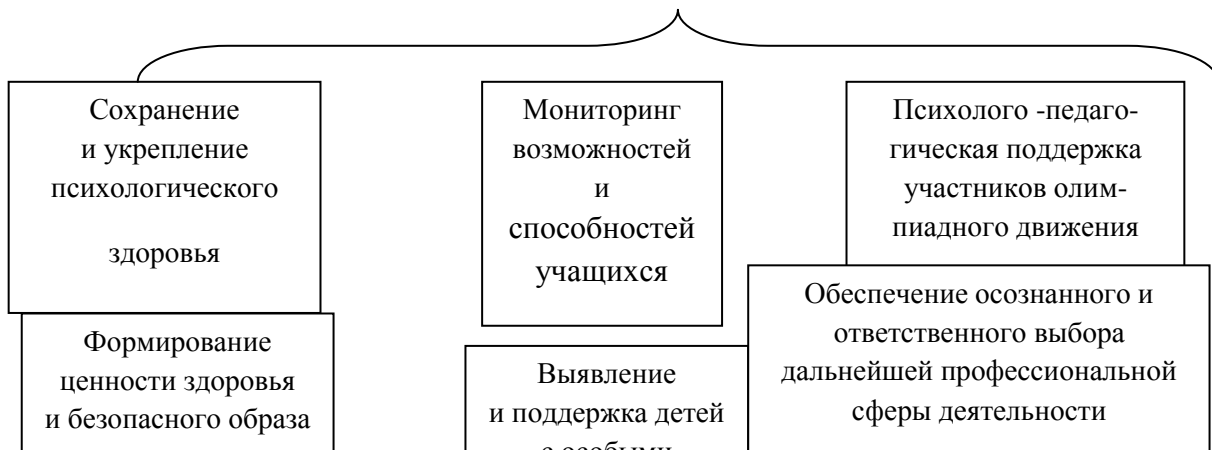 Сохранение
и укрепление
психологического
здоровья
Формирование
ценности здоровья
и безопасного образа
Мониторинг
возможностей
и
способностей
учащихся
Выявление
и поддержка детей
с особыми
Психолого -педаго-
гическая поддержка
участников олим-
пиадного движения
Обеспечение осознанного и
ответственного выбора
дальнейшей профессиональной
сферы деятельности